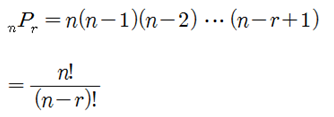 ₙPᵣ = n(n−1)(n−2) ⋯ (n−r+1)
= n! / (n−r)!